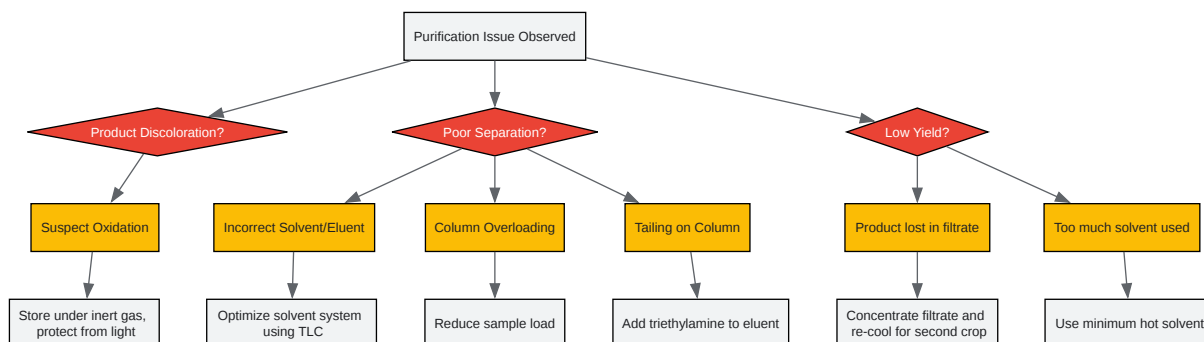 Purification Issue Observed
Product Discoloration?
Poor Separation?
Low Yield?
Suspect Oxidation
Incorrect Solvent/Eluent
Column Overloading
Tailing on Column
Product lost in filtrate
Too much solvent used
Store under inert gas,
protect from light
Optimize solvent system
using TLC
Reduce sample load
Add triethylamine to eluent
Concentrate filtrate and
re-cool for second crop
Use minimum hot solvent